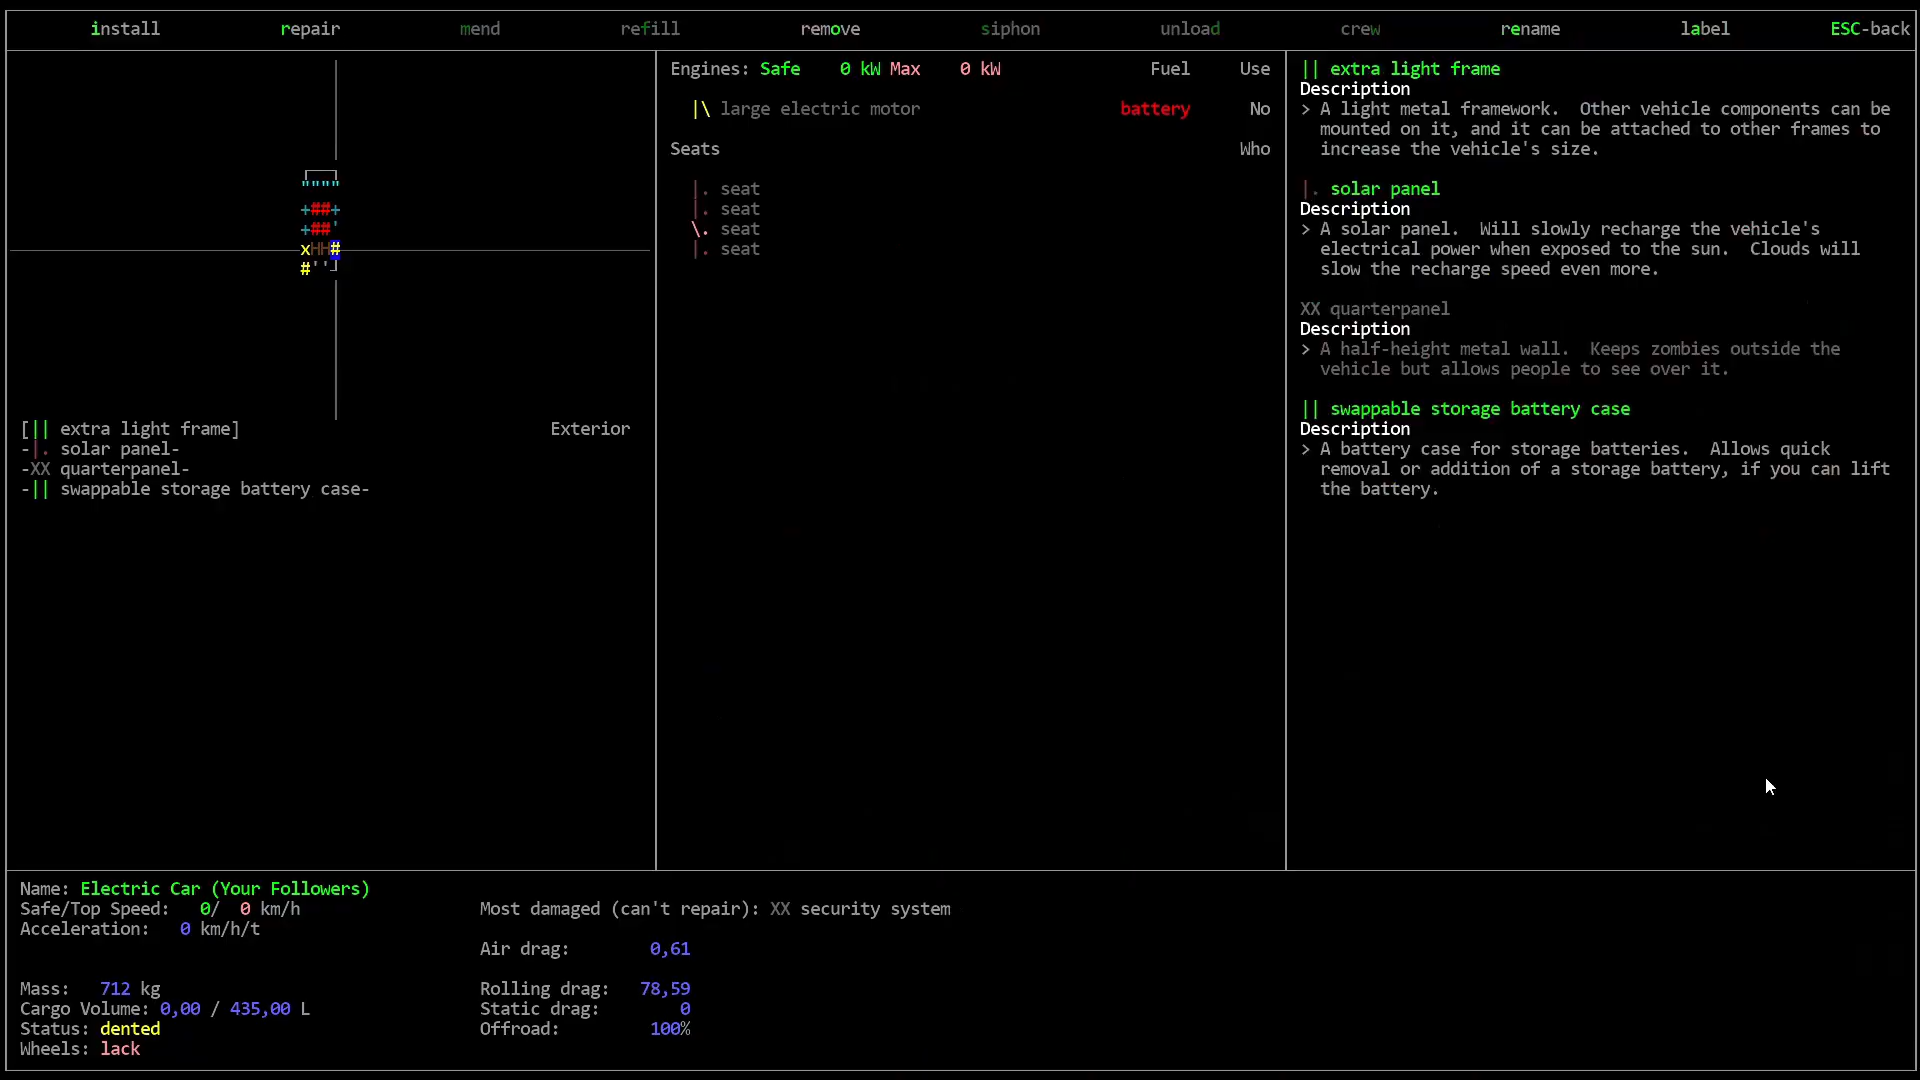 install repair mend refill remove siphon unload crew rename label ESC-back
Engines: Safe 0 kW Max 0 kW Fuel Use
|\ large electric motor battery No
Seats Who
|. seat
|. seat
\. seat
|. seat
""""
+##+
+##'
xHH#
#''┘
[|| extra light frame] Exterior
-|. solar panel-
-XX quarterpanel-
-|| swappable storage battery case-
|| extra light frame
Description
> A light metal framework. Other vehicle components can be
mounted on it, and it can be attached to other frames to
increase the vehicle's size.
|. solar panel
Description
> A solar panel. Will slowly recharge the vehicle's
electrical power when exposed to the sun. Clouds will
slow the recharge speed even more.
XX quarterpanel
Description
> A half-height metal wall. Keeps zombies outside the
vehicle but allows people to see over it.
|| swappable storage battery case
Description
> A battery case for storage batteries. Allows quick
removal or addition of a storage battery, if you can lift
the battery.
Name: Electric Car (Your Followers)
Safe/Top Speed: 0/ 0 km/h
Acceleration: 0 km/h/t
Mass: 712 kg
Cargo Volume: 0,00 / 435,00 L
Status: dented
Wheels: lack
Most damaged (can't repair): XX security system
Air drag: 0,61
Rolling drag: 78,59
Static drag: 0
Offroad: 100%